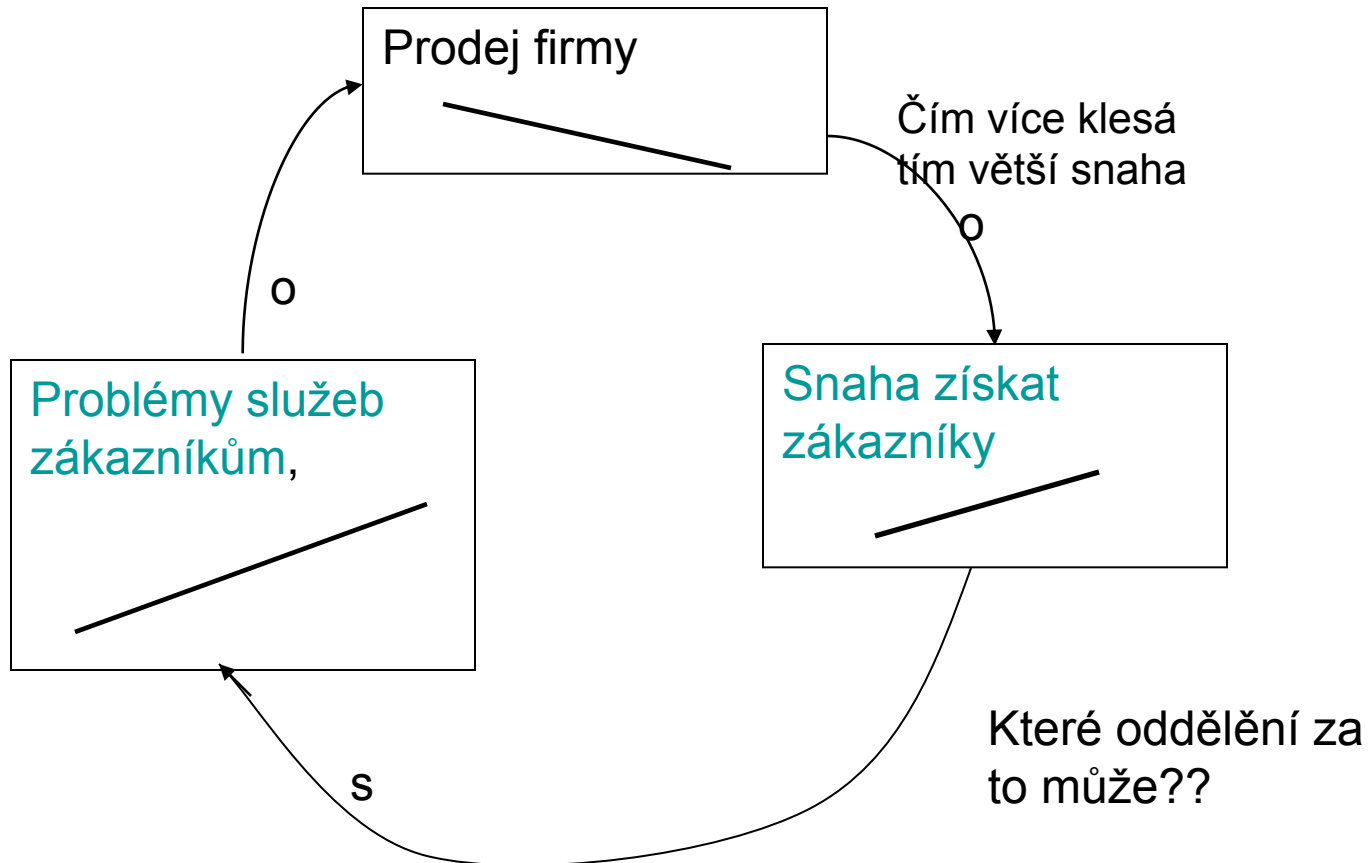 Prodej firmy
Čím více klesá
tím větší snaha
o
o
Problémy služeb
zákazníkům,
Snaha získat
zákazníky
s
Které oddělění za
to může??